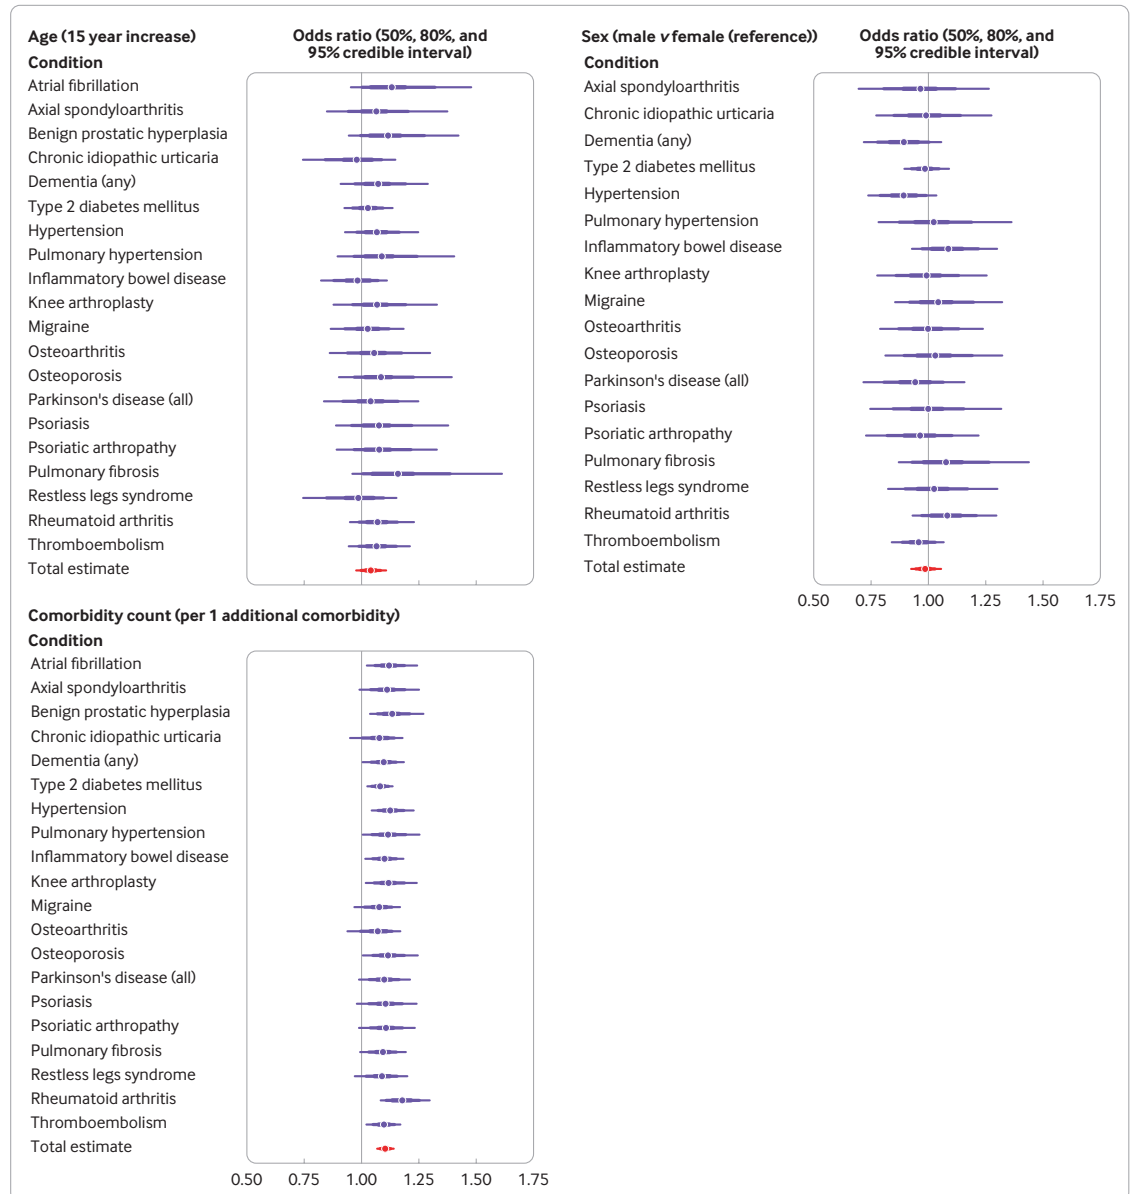 Age (15 year increase)
Odds ratio (50%, 80%, and
95% credible interval)
Condition
Atrial fibrillation
Axial spondyloarthritis
Benign prostatic hyperplasia
Chronic idiopathic urticaria
Dementia (any)
Type 2 diabetes mellitus
Hypertension
Pulmonary hypertension
Inflammatory bowel disease
Knee arthroplasty
Migraine
Osteoarthritis
Osteoporosis
Parkinson's disease (all)
Psoriasis
Psoriatic arthropathy
Pulmonary fibrosis
Restless legs syndrome
Rheumatoid arthritis
Thromboembolism
Total estimate
Sex (male v female (reference))
Odds ratio (50%, 80%, and
95% credible interval)
Condition
Axial spondyloarthritis
Chronic idiopathic urticaria
Dementia (any)
Type 2 diabetes mellitus
Hypertension
Pulmonary hypertension
Inflammatory bowel disease
Knee arthroplasty
Migraine
Osteoarthritis
Osteoporosis
Parkinson's disease (all)
Psoriasis
Psoriatic arthropathy
Pulmonary fibrosis
Restless legs syndrome
Rheumatoid arthritis
Thromboembolism
Total estimate
0.50 0.75 1.00 1.25 1.50 1.75
Comorbidity count (per 1 additional comorbidity)
Condition
Atrial fibrillation
Axial spondyloarthritis
Benign prostatic hyperplasia
Chronic idiopathic urticaria
Dementia (any)
Type 2 diabetes mellitus
Hypertension
Pulmonary hypertension
Inflammatory bowel disease
Knee arthroplasty
Migraine
Osteoarthritis
Osteoporosis
Parkinson's disease (all)
Psoriasis
Psoriatic arthropathy
Pulmonary fibrosis
Restless legs syndrome
Rheumatoid arthritis
Thromboembolism
Total estimate
0.50 0.75 1.00 1.25 1.50 1.75